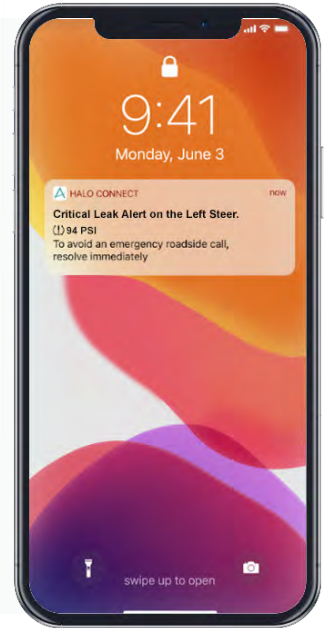 9:41
Monday, June 3
HALO CONNECT now
Critical Leak Alert on the Left Steer.
(!) 94 PSI
To avoid an emergency roadside call,
resolve immediately
swipe up to open